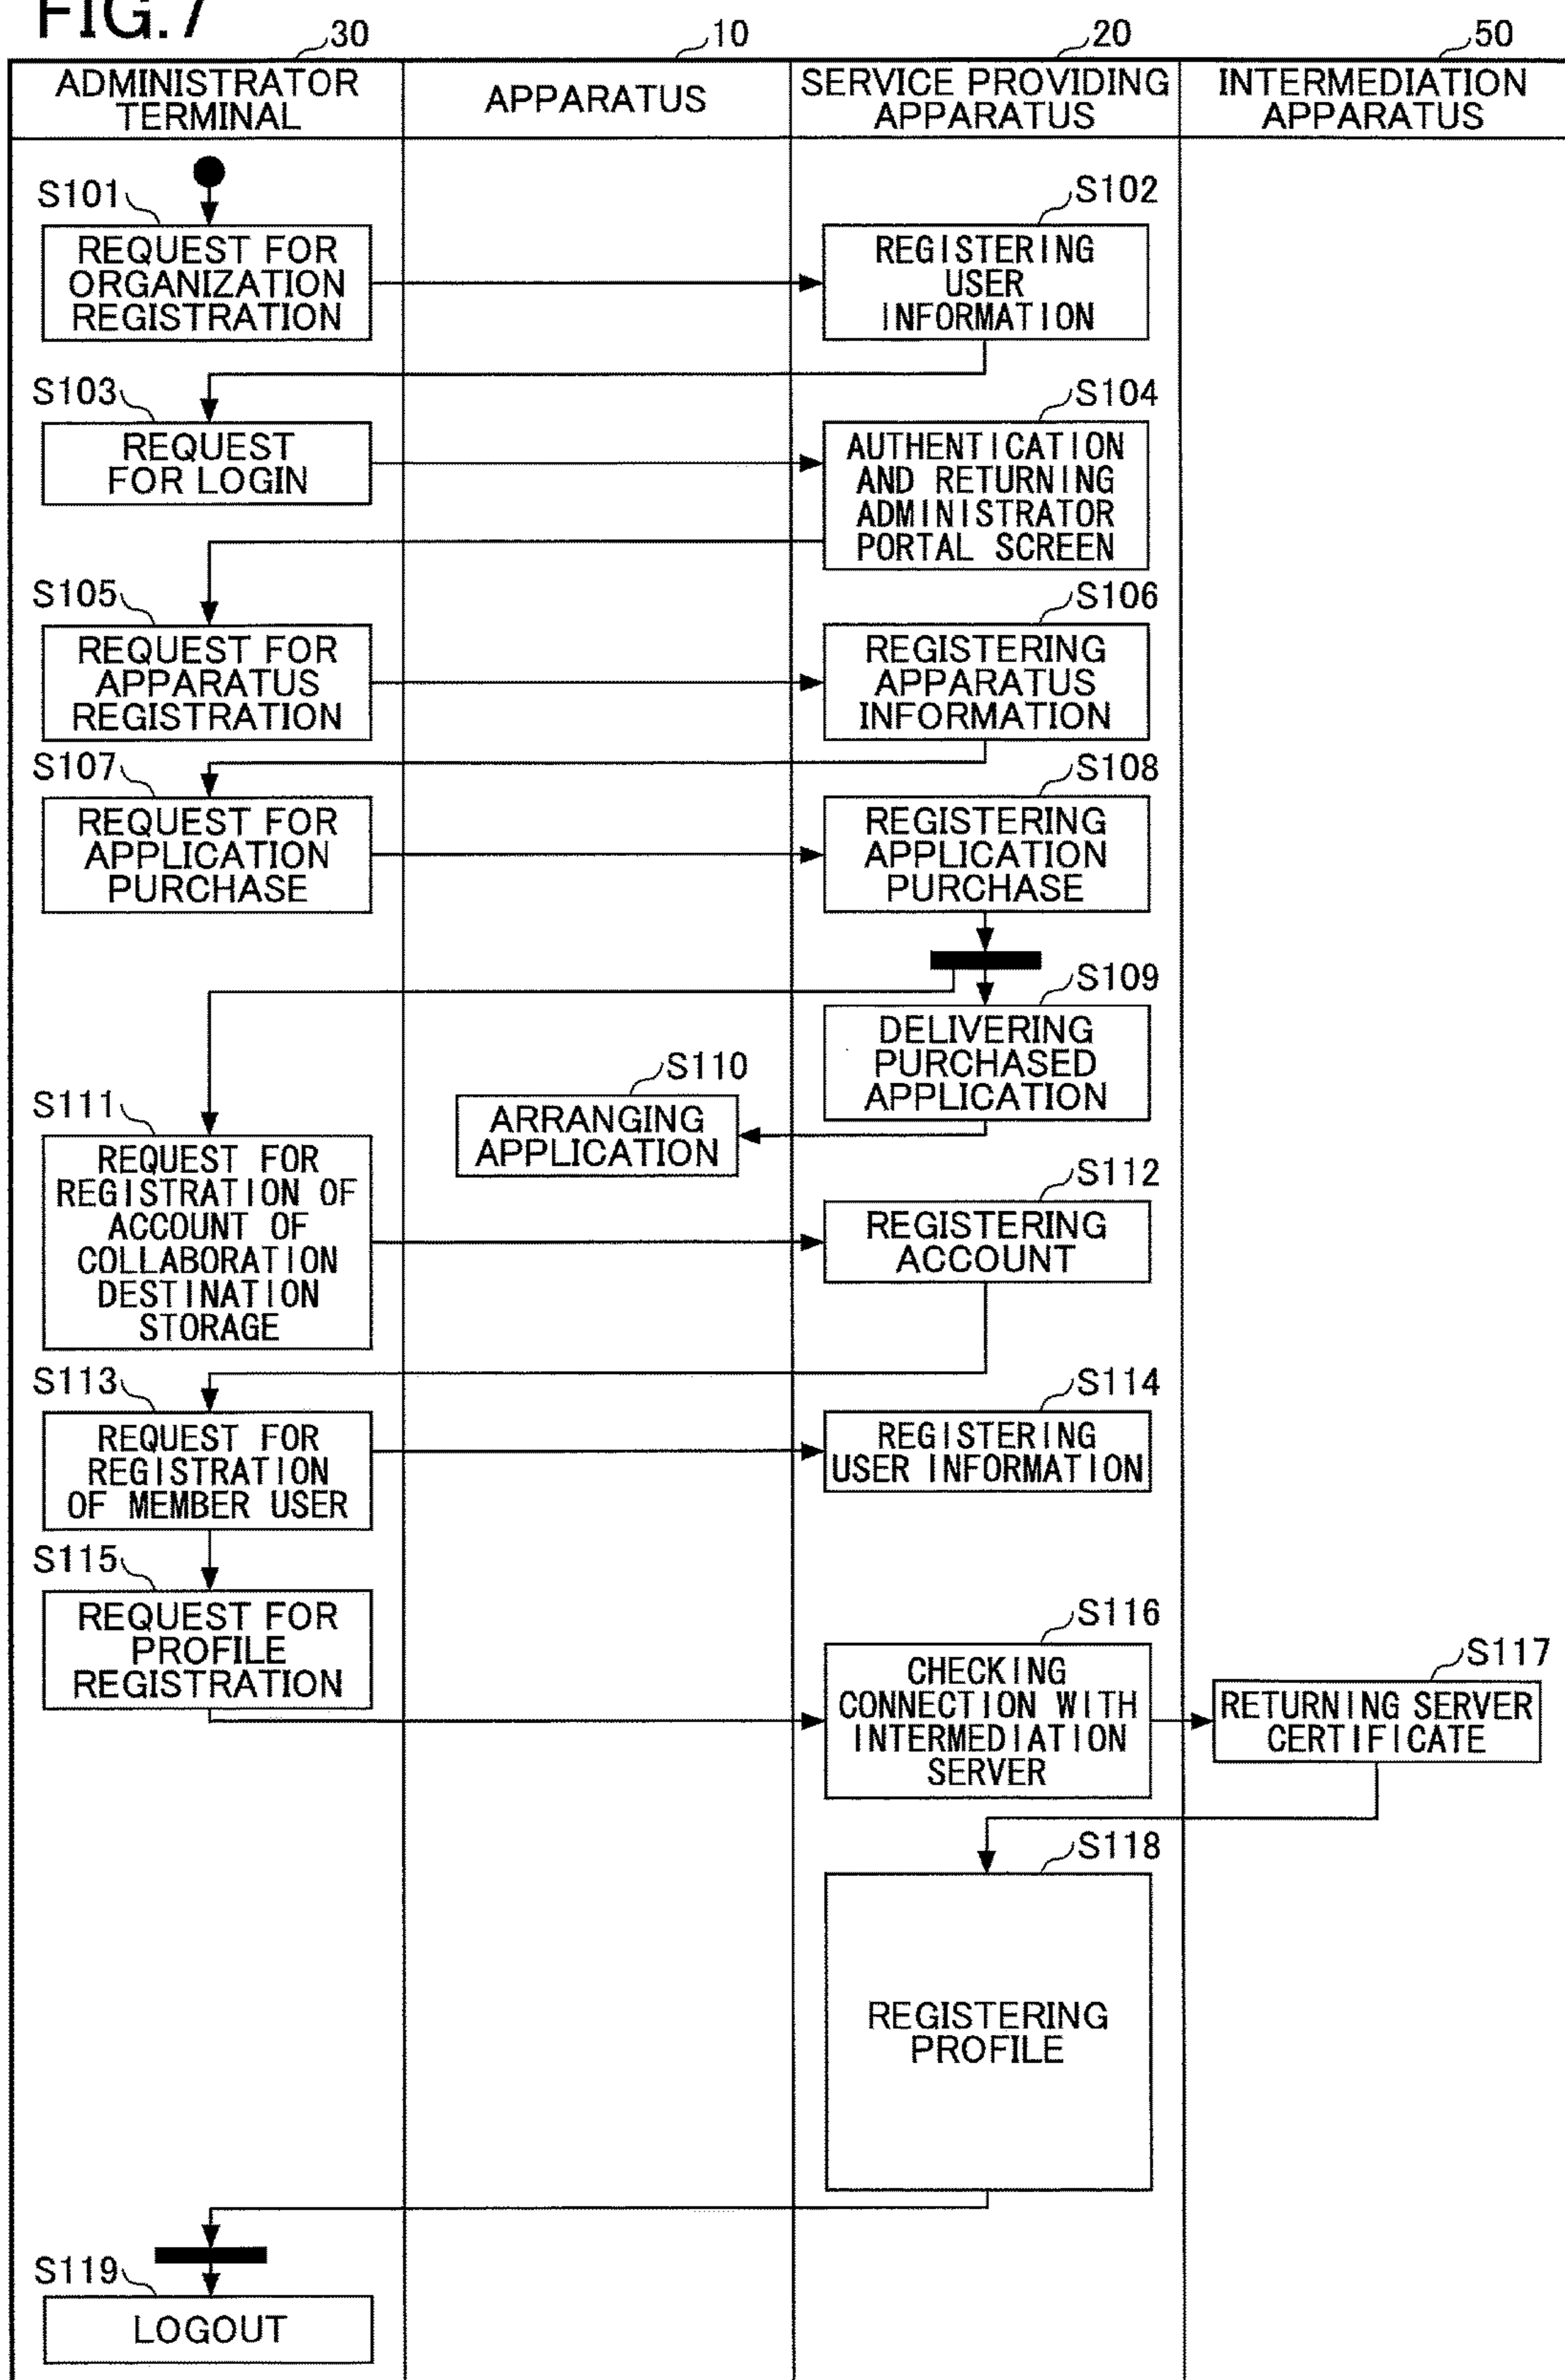 FIG. 7
30
10
20
50
ADMINISTRATOR
TERMINAL
APPARATUS
SERVICE PROVIDING
APPARATUS
INTERMEDIATION
APPARATUS
S101
REQUEST FOR
ORGANIZATION
REGISTRATION
S102
REGISTERING
USER
INFORMATION
S103
REQUEST
FOR LOGIN
S104
AUTHENTICATION
AND RETURNING
ADMINISTRATOR
PORTAL SCREEN
S105
REQUEST FOR
APPARATUS
REGISTRATION
S106
REGISTERING
APPARATUS
INFORMATION
S107
REQUEST FOR
APPLICATION
PURCHASE
S108
REGISTERING
APPLICATION
PURCHASE
S109
DELIVERING
PURCHASED
APPLICATION
S110
ARRANGING
APPLICATION
S111
REQUEST FOR
REGISTRATION OF
ACCOUNT OF
COLLABORATION
DESTINATION
STORAGE
S112
REGISTERING
ACCOUNT
S113
REQUEST FOR
REGISTRATION
OF MEMBER USER
S114
REGISTERING
USER INFORMATION
S115
REQUEST FOR
PROFILE
REGISTRATION
S116
CHECKING
CONNECTION WITH
INTERMEDIATION
SERVER
S117
RETURNING SERVER
CERTIFICATE
S118
REGISTERING
PROFILE
S119
LOGOUT